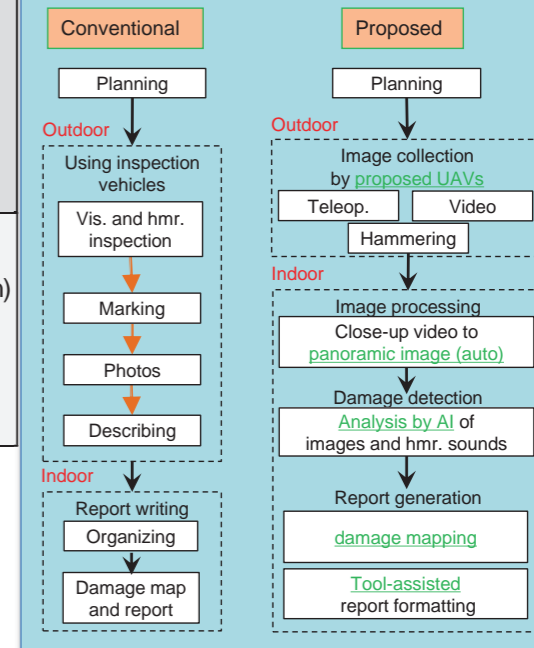 Conventional
Planning
Outdoor
Using inspection
vehicles
Vis. and hmr.
inspection
Marking
Photos
Describing
Indoor
Report writing
Organizing
Damage map
and report
Proposed
Planning
Outdoor
Image collection
by proposed UAVs
Teleop.
Video
Hammering
Indoor
Image processing
Close-up video to
panoramic image (auto)
Damage detection
Analysis by AI of
images and hmr. sounds
Report generation
damage mapping
Tool-assisted
report formatting